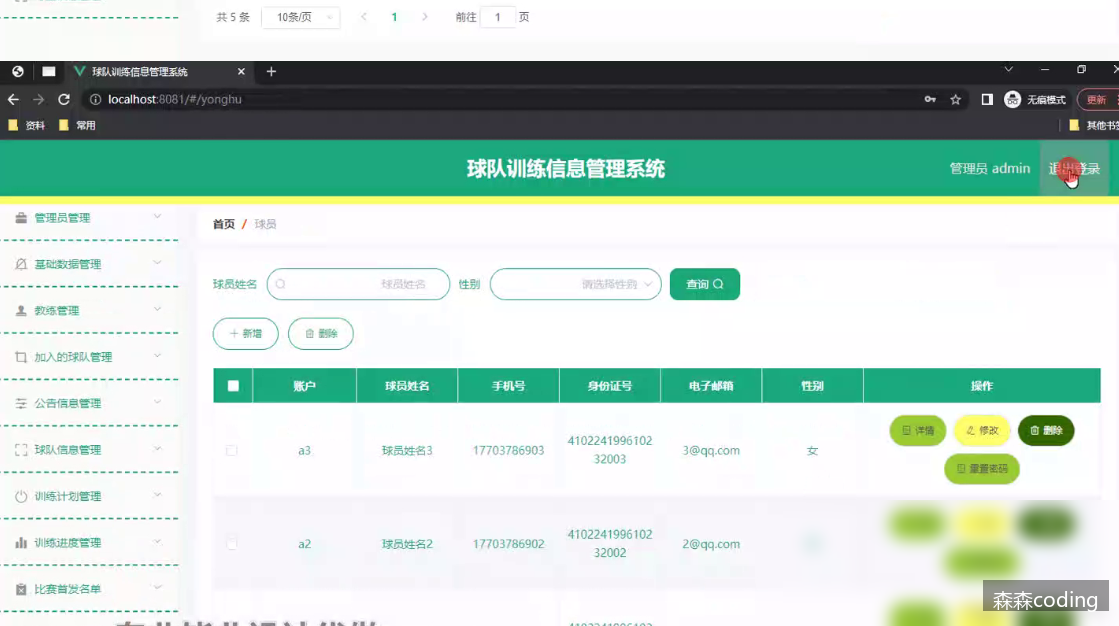 共 5 条 10条/页 1 前往 1 页
球队训练信息管理系统
localhost:8081/#/yonghu 无痕模式 更新
资料 常用 其他书签
球队训练信息管理系统 管理员 admin 退出登录
管理员管理
基础数据管理
教练管理
加入的球队管理
公告信息管理
球队信息管理
训练计划管理
训练进度管理
比赛首发名单
首页 / 球员
球员姓名 球员姓名 性别 请选择性别 查询
新增 删除
账户 球员姓名 手机号 身份证号 电子邮箱 性别 操作
a3 球员姓名3 17703786903 4102241996102
32003 3@qq.com 女 详情 修改 删除
重置密码
a2 球员姓名2 17703786902 4102241996102
32002 2@qq.com
森森coding